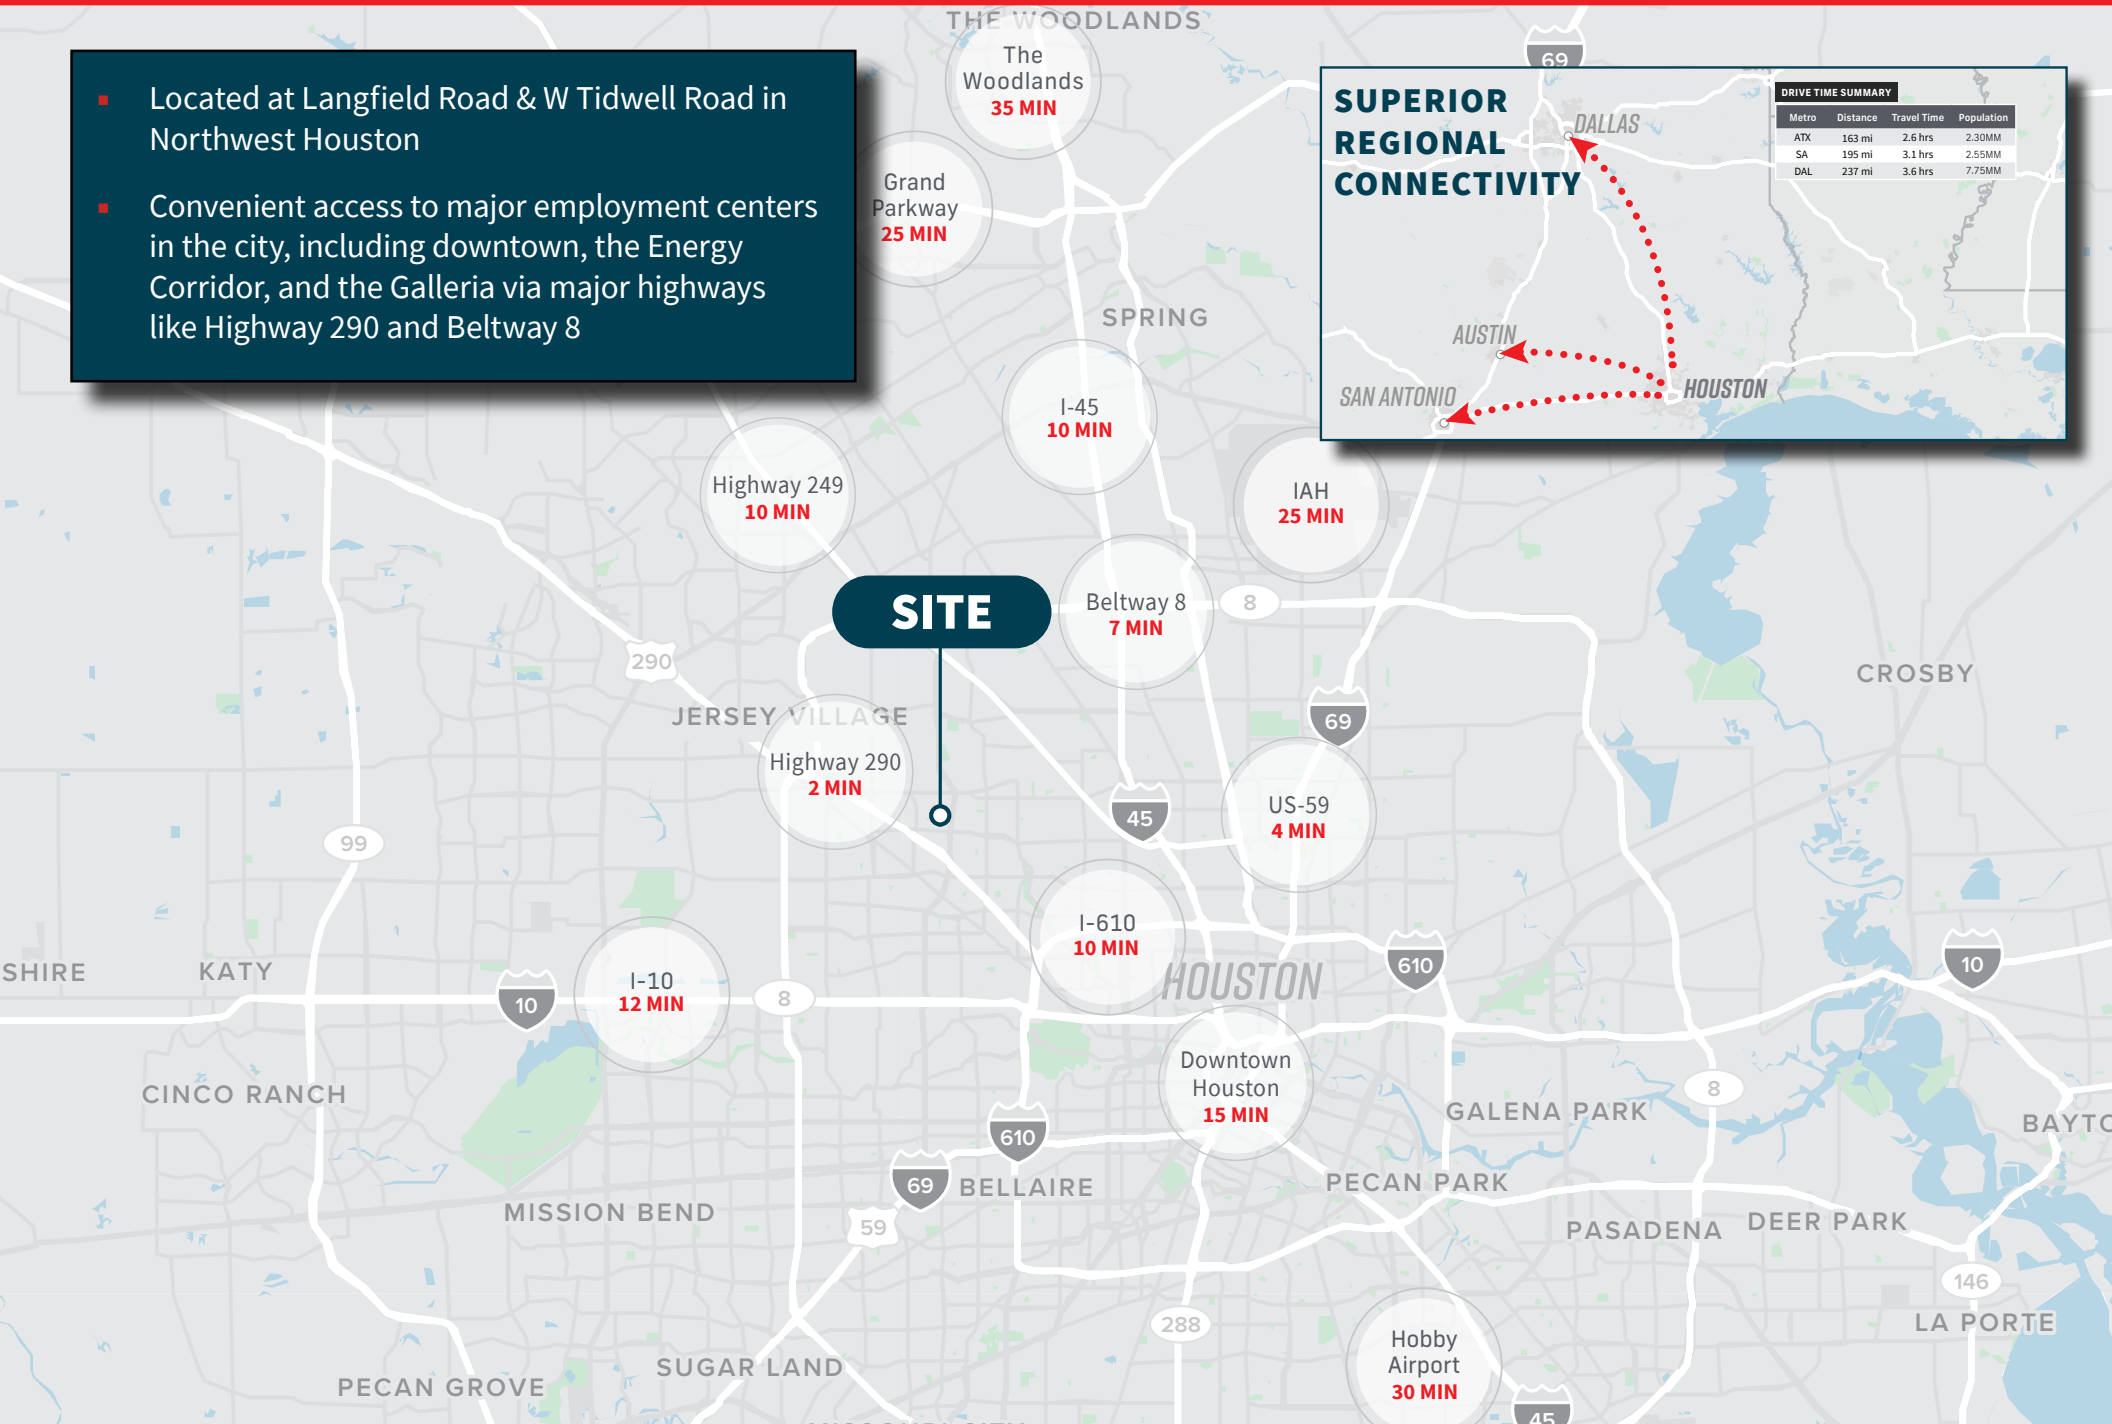 THE WOODLANDS
The
Woodlands
35 MIN
69
Located at Langfield Road & W Tidwell Road in
Northwest Houston
Convenient access to major employment centers
in the city, including downtown, the Energy
Corridor, and the Galleria via major highways
like Highway 290 and Beltway 8
Grand
Parkway
25 MIN
SUPERIOR
REGIONAL
CONNECTIVITY
DRIVE TIME SUMMARY
Metro Distance Travel Time Population
ATX 163 mi 2.6 hrs 2.30MM
SA 195 mi 3.1 hrs 2.55MM
DAL 237 mi 3.6 hrs 7.75MM
DALLAS
AUSTIN
SAN ANTONIO
HOUSTON
SPRING
I-45
10 MIN
Highway 249
10 MIN
IAH
25 MIN
SITE
Beltway 8
7 MIN
8
290
CROSBY
JERSEY VILLAGE
69
Highway 290
2 MIN
45
US-59
4 MIN
99
I-610
10 MIN
SHIRE
KATY
10
I-10
12 MIN
8
HOUSTON
610
10
Downtown
Houston
15 MIN
CINCO RANCH
8
GALENA PARK
BAYTO
610
69
BELLAIRE
PECAN PARK
MISSION BEND
59
PASADENA
DEER PARK
146
288
LA PORTE
Hobby
Airport
30 MIN
SUGAR LAND
PECAN GROVE
45